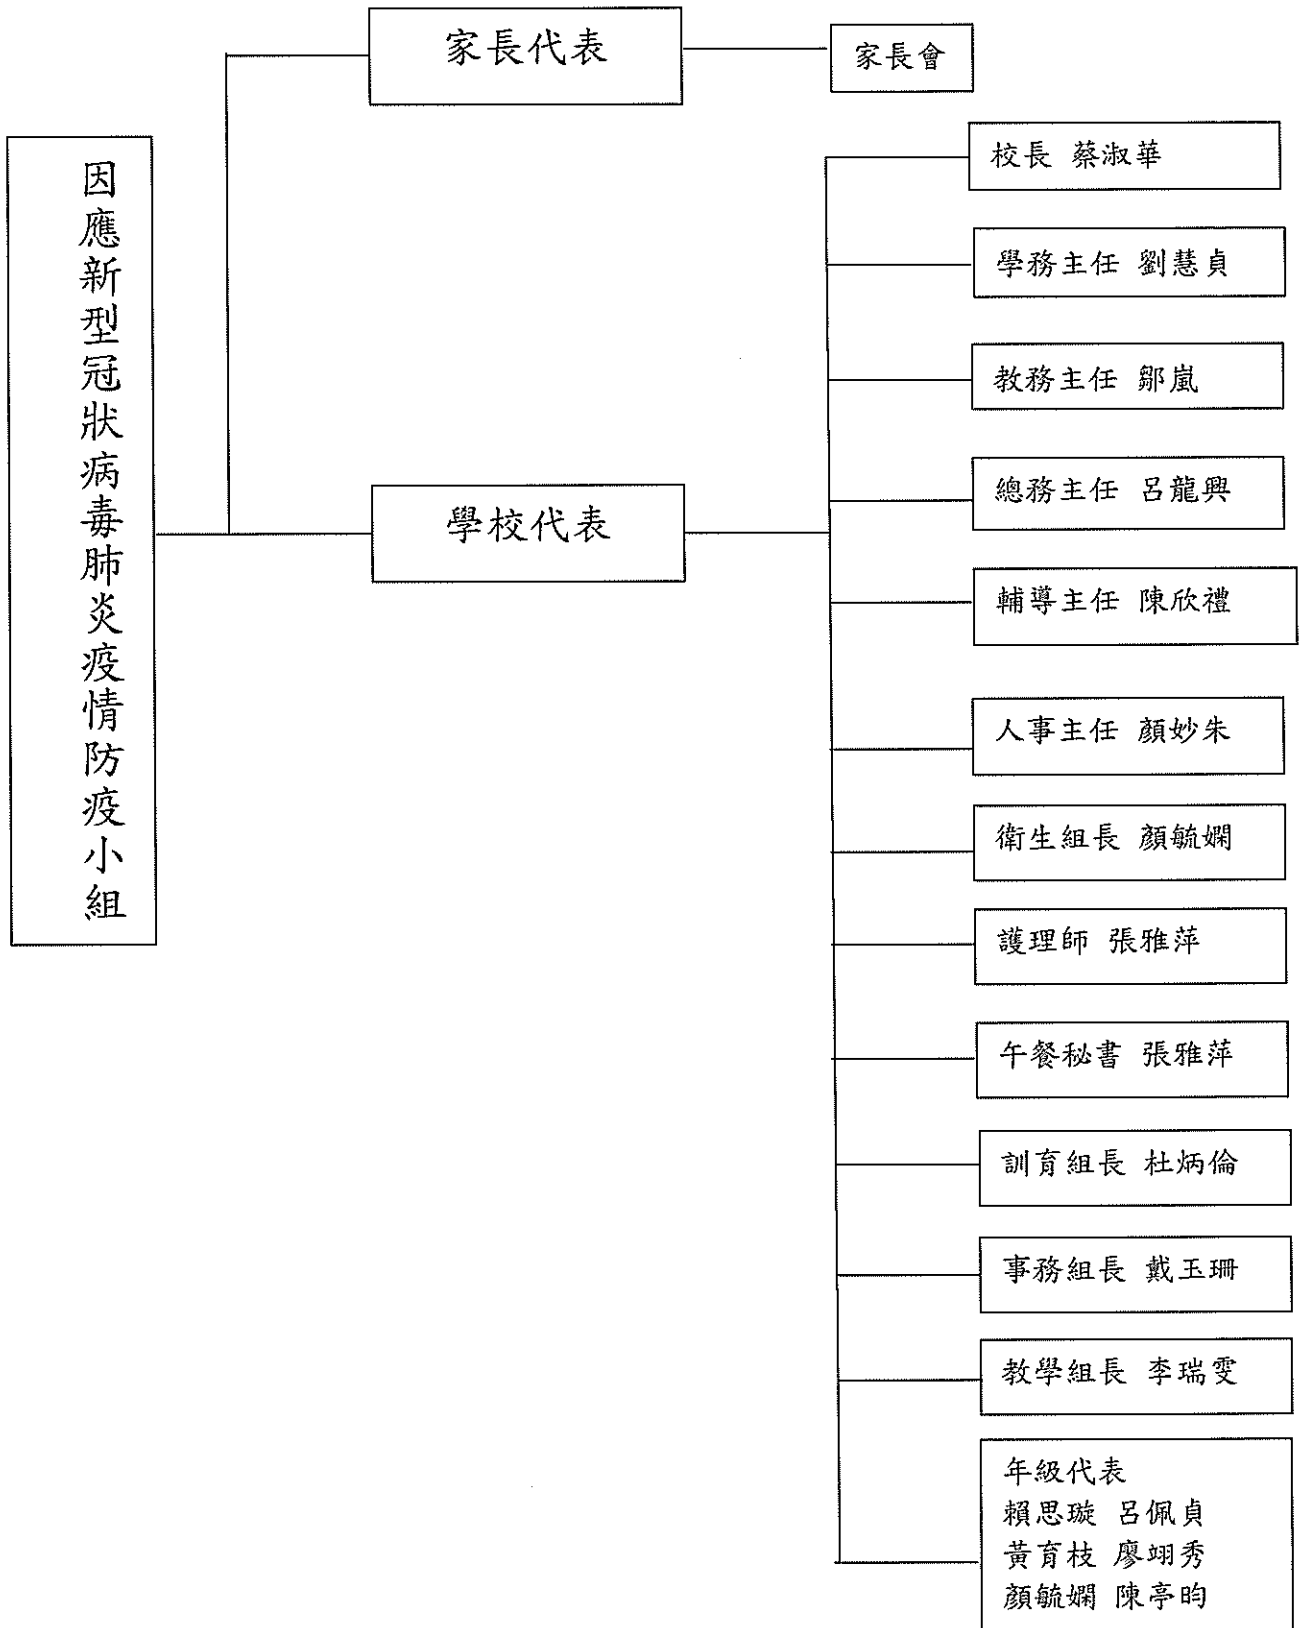 家長代表
家長會
因應新型冠狀病毒肺炎疫情防疫小組
學校代表
校長 蔡淑華
學務主任 劉慧貞
教務主任 鄒嵐
總務主任 呂龍興
輔導主任 陳欣禮
人事主任 顏妙朱
衛生組長 顏毓嫻
護理師 張雅萍
午餐秘書 張雅萍
訓育組長 杜炳倫
事務組長 戴玉珊
教學組長 李瑞雯
年級代表
賴思璇 呂佩貞
黃育枝 廖翊秀
顏毓嫻 陳亭昀